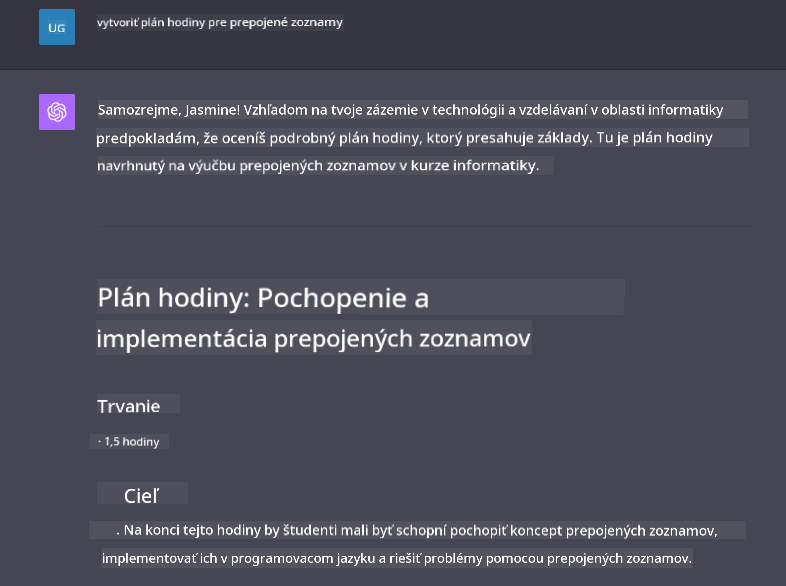 UG
vytvoriť plán hodiny pre prepojené zoznamy
Samozrejme, Jasmine! Vzhľadom na tvoje zázemie v technológii a vzdelávaní v oblasti informatiky
predpokladám, že oceníš podrobný plán hodiny, ktorý presahuje základy. Tu je plán hodiny
navrhnutý na výučbu prepojených zoznamov v kurze informatiky.
Plán hodiny: Pochopenie a
implementácia prepojených zoznamov
Trvanie
· 1,5 hodiny
Cieľ
. Na konci tejto hodiny by študenti mali byť schopní pochopiť koncept prepojených zoznamov,
implementovať ich v programovacom jazyku a riešiť problémy pomocou prepojených zoznamov.